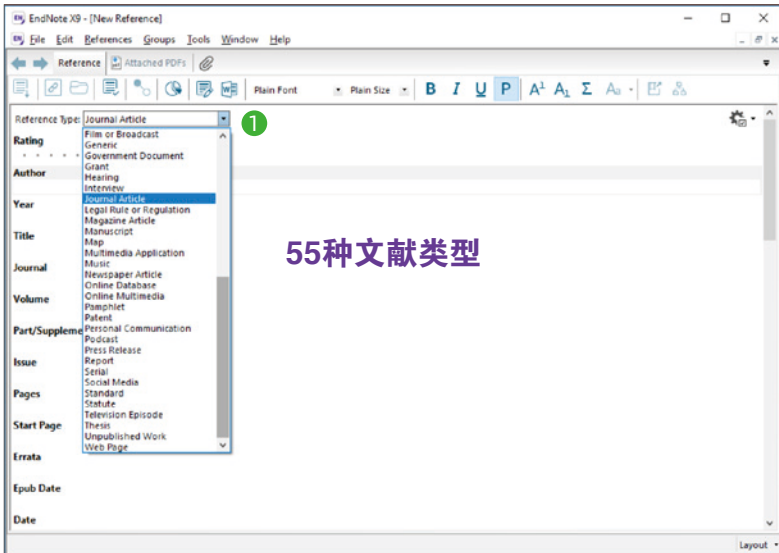 EndNote X9 - [New Reference]
File Edit References Groups Tools Window Help
Reference Attached PDFs
Plain Font Plain Size B I U P A¹ A₁ Σ Aa
Reference Type: Journal Article
1
Rating
Author
Year
Title
Journal
Volume
Part/Suppleme
Issue
Pages
Start Page
Errata
Epub Date
Date
Film or Broadcast
Generic
Government Document
Grant
Hearing
Interview
Journal Article
Legal Rule or Regulation
Magazine Article
Manuscript
Map
Multimedia Application
Music
Newspaper Article
Online Database
Online Multimedia
Pamphlet
Patent
Personal Communication
Podcast
Press Release
Report
Serial
Social Media
Standard
Statute
Television Episode
Thesis
Unpublished Work
Web Page
55种文献类型
Layout